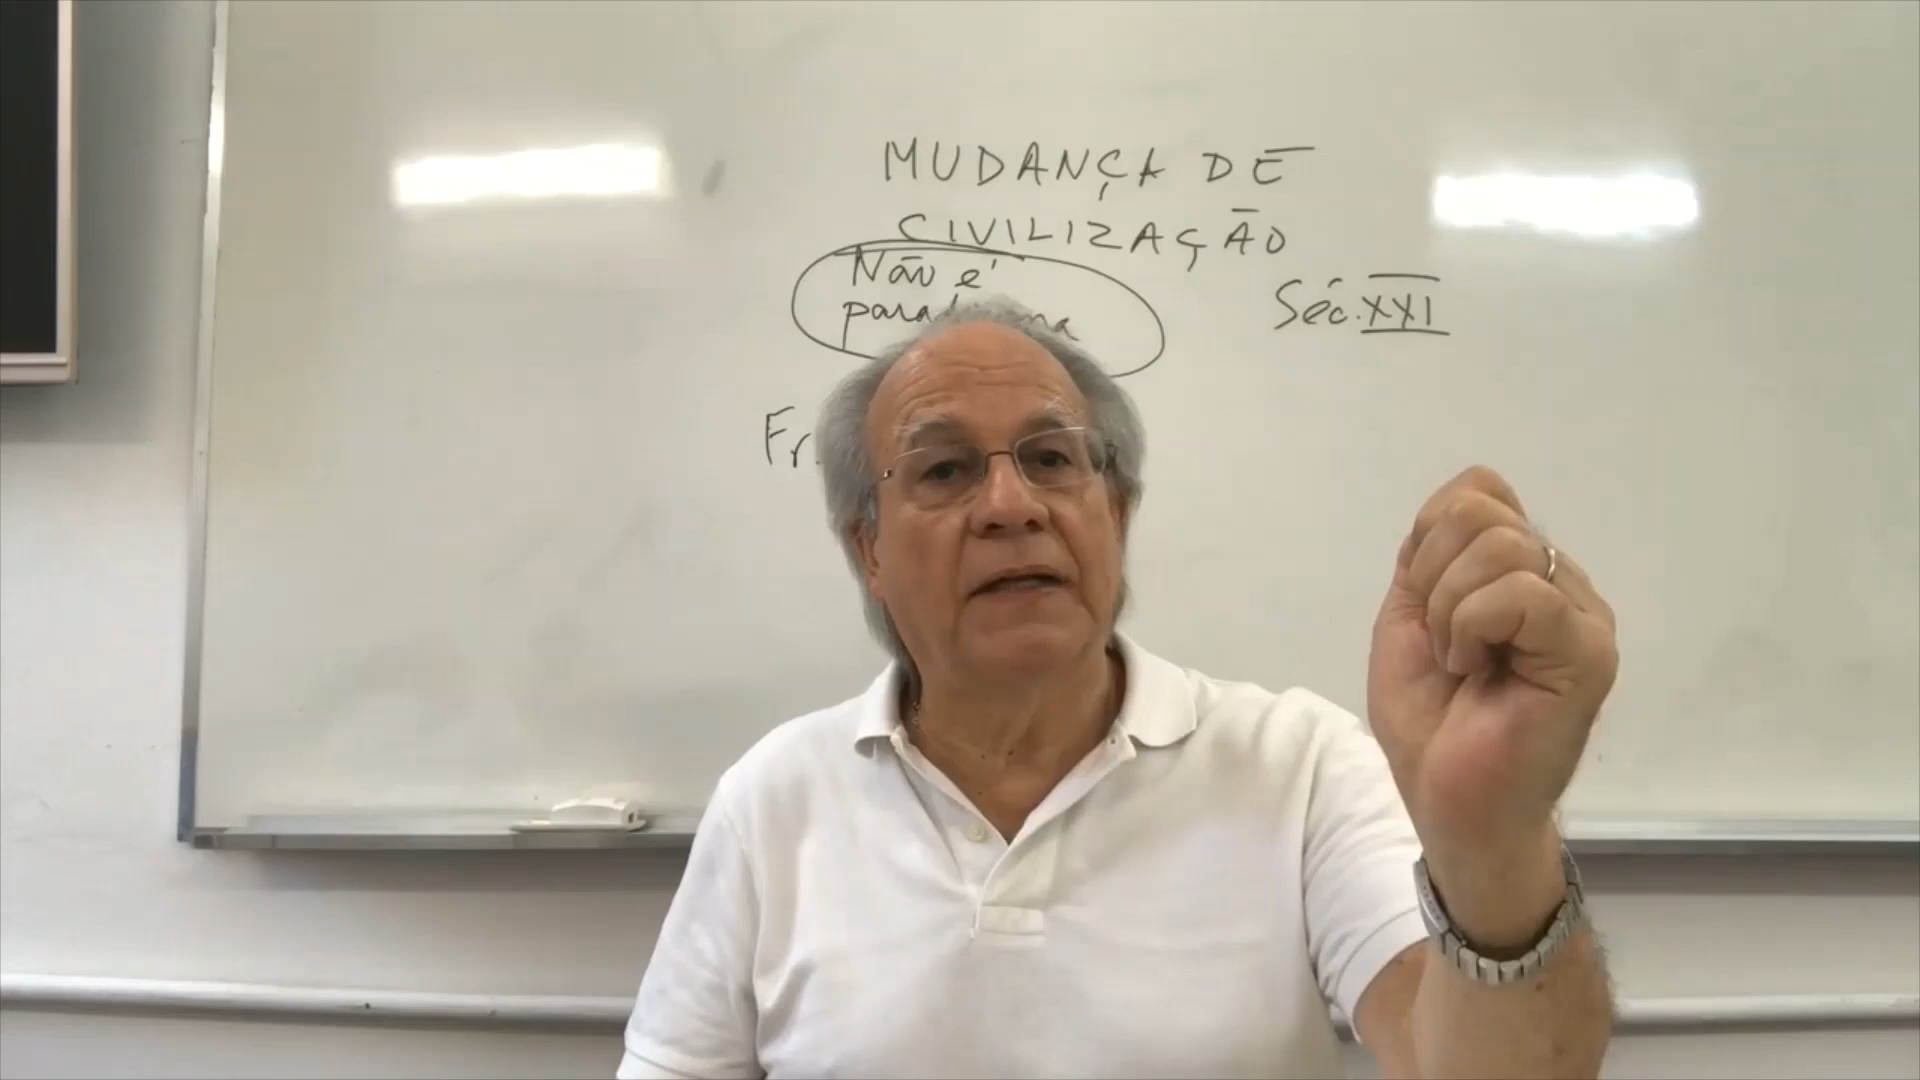 MUDANÇA DE
CIVILIZAÇÃO
Não é
Séc. XXI